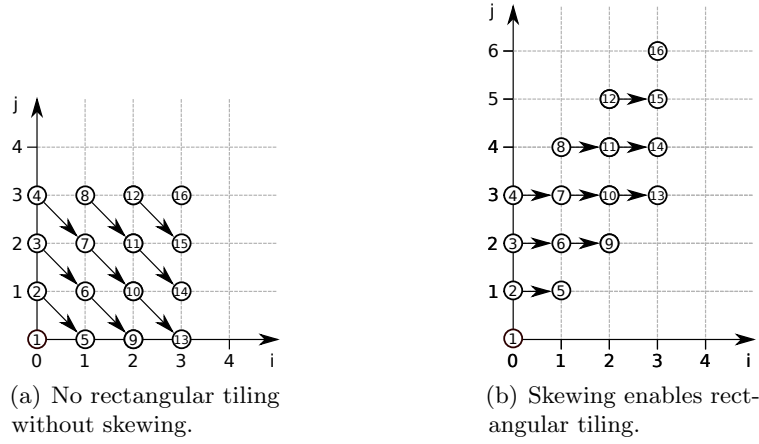 j
4
3
2
1
4 8 12 16
3 7 11 15
2 6 10 14
1 5 9 13
0 1 2 3 4 i
(a) No rectangular tiling
without skewing.
j
6
5
4
3
2
1
16
12 15
8 11 14
4 7 10 13
3 6 9
2 5
1
0 1 2 3 4 i
(b) Skewing enables rect-
angular tiling.